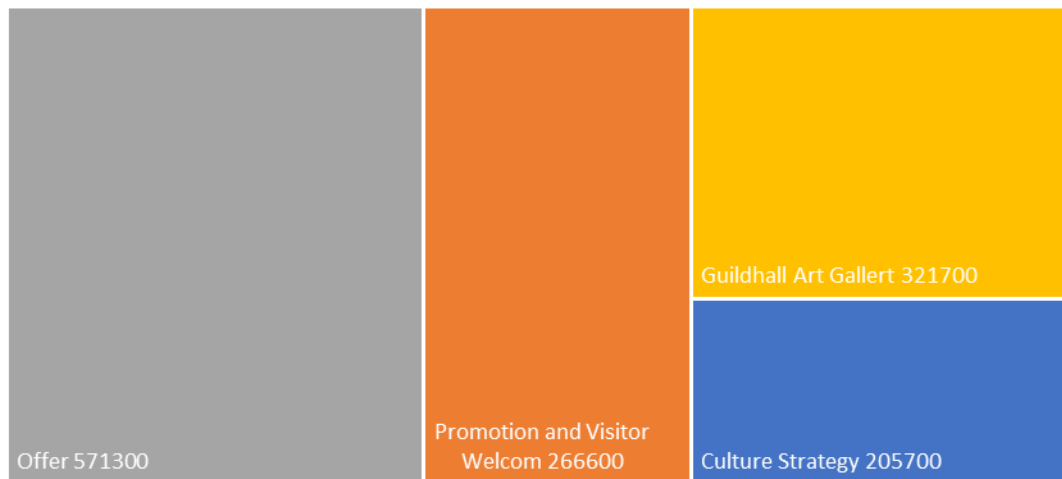 Offer 571300
Promotion and Visitor
Welcom 266600
Guildhall Art Gallert 321700
Culture Strategy 205700